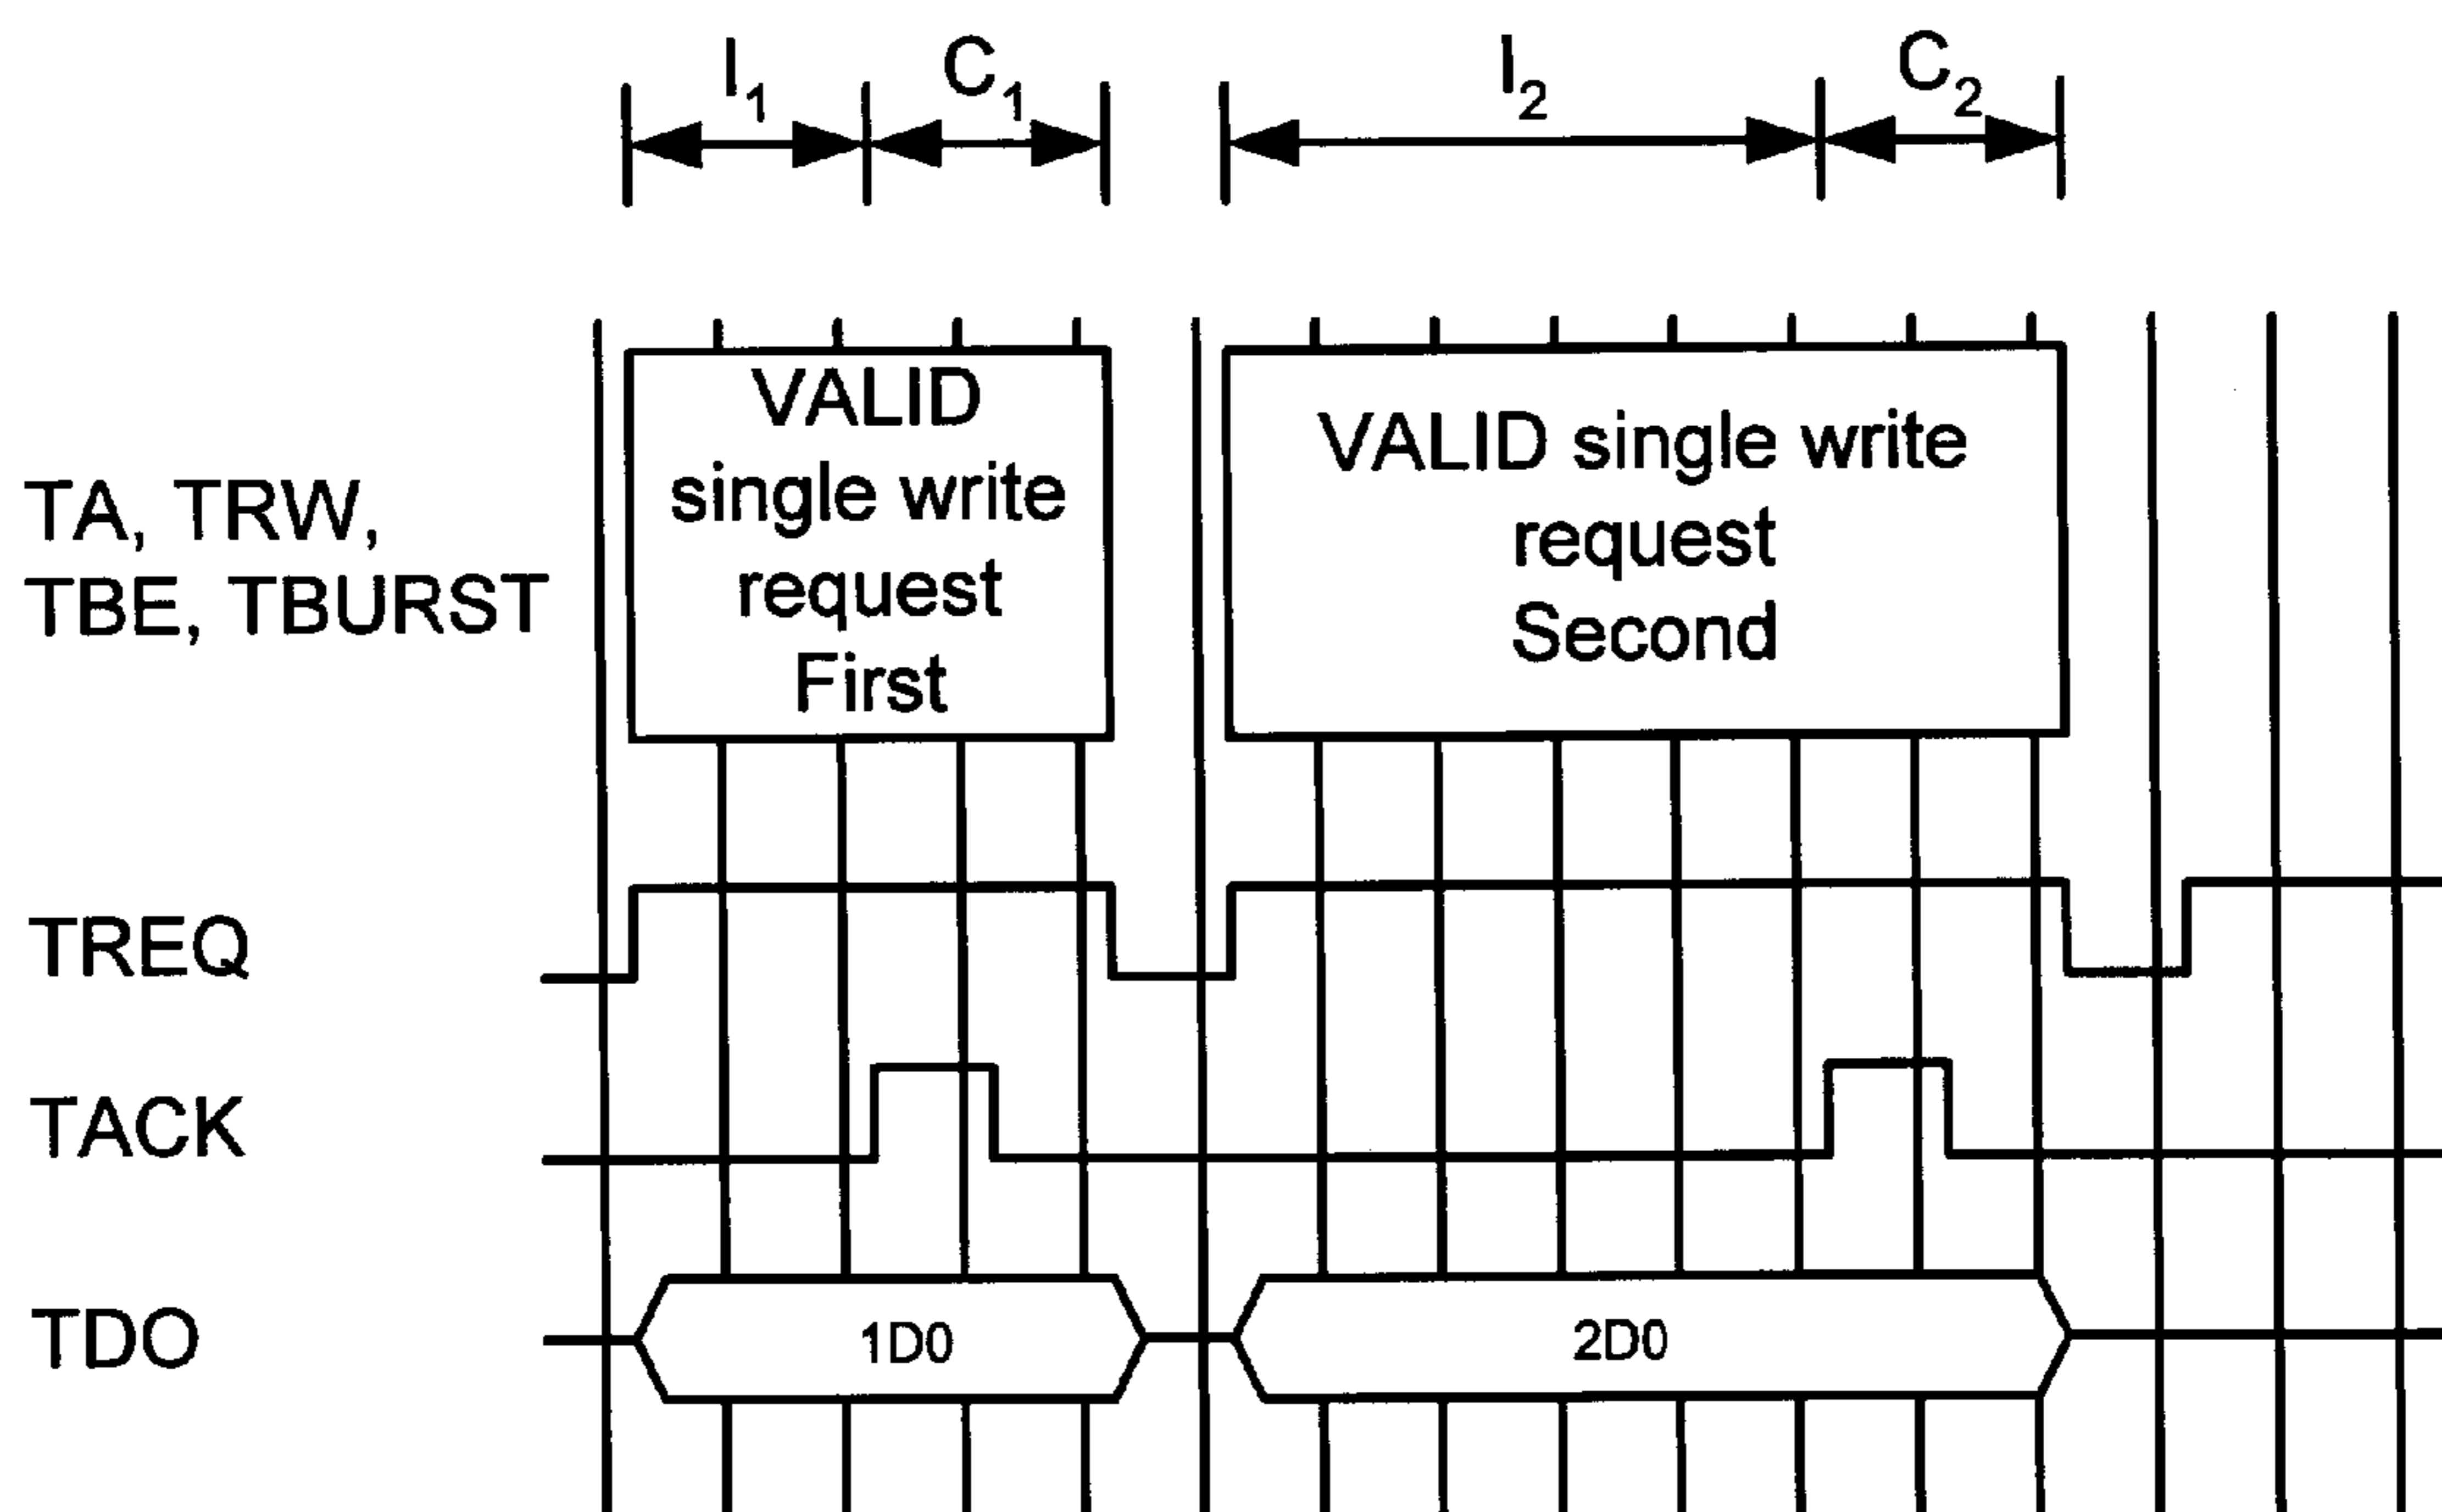 I1 C1 I2 C2
VALID
single write
request
First
VALID single write
request
Second
TA, TRW,
TBE, TBURST
TREQ
TACK
TDO
1D0
2D0